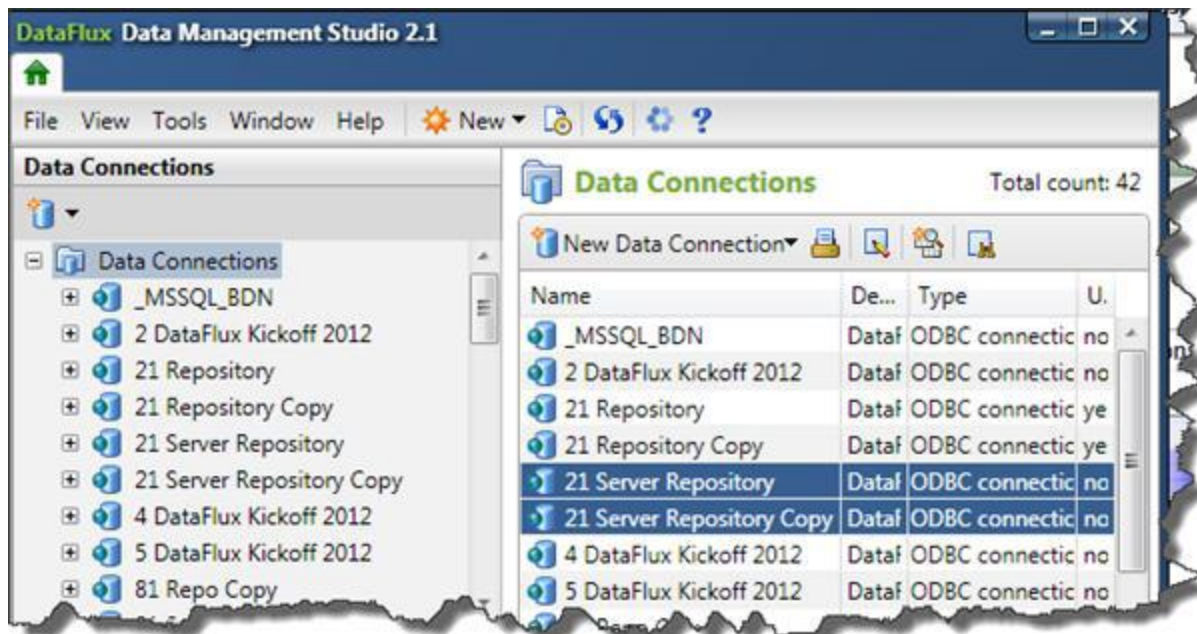 DataFlux Data Management Studio 2.1
File View Tools Window Help New ?
Data Connections
Data Connections
_MSSQL_BDN
2 DataFlux Kickoff 2012
21 Repository
21 Repository Copy
21 Server Repository
21 Server Repository Copy
4 DataFlux Kickoff 2012
5 DataFlux Kickoff 2012
81 Repo Copy
Data Connections Total count: 42
New Data Connection
Name De... Type U.
_MSSQL_BDN DataF ODBC connectic no
2 DataFlux Kickoff 2012 DataF ODBC connectic no
21 Repository DataF ODBC connectic ye
21 Repository Copy DataF ODBC connectic ye
21 Server Repository DataF ODBC connectic no
21 Server Repository Copy DataF ODBC connectic no
4 DataFlux Kickoff 2012 DataF ODBC connectic no
5 DataFlux Kickoff 2012 DataF ODBC connectic no